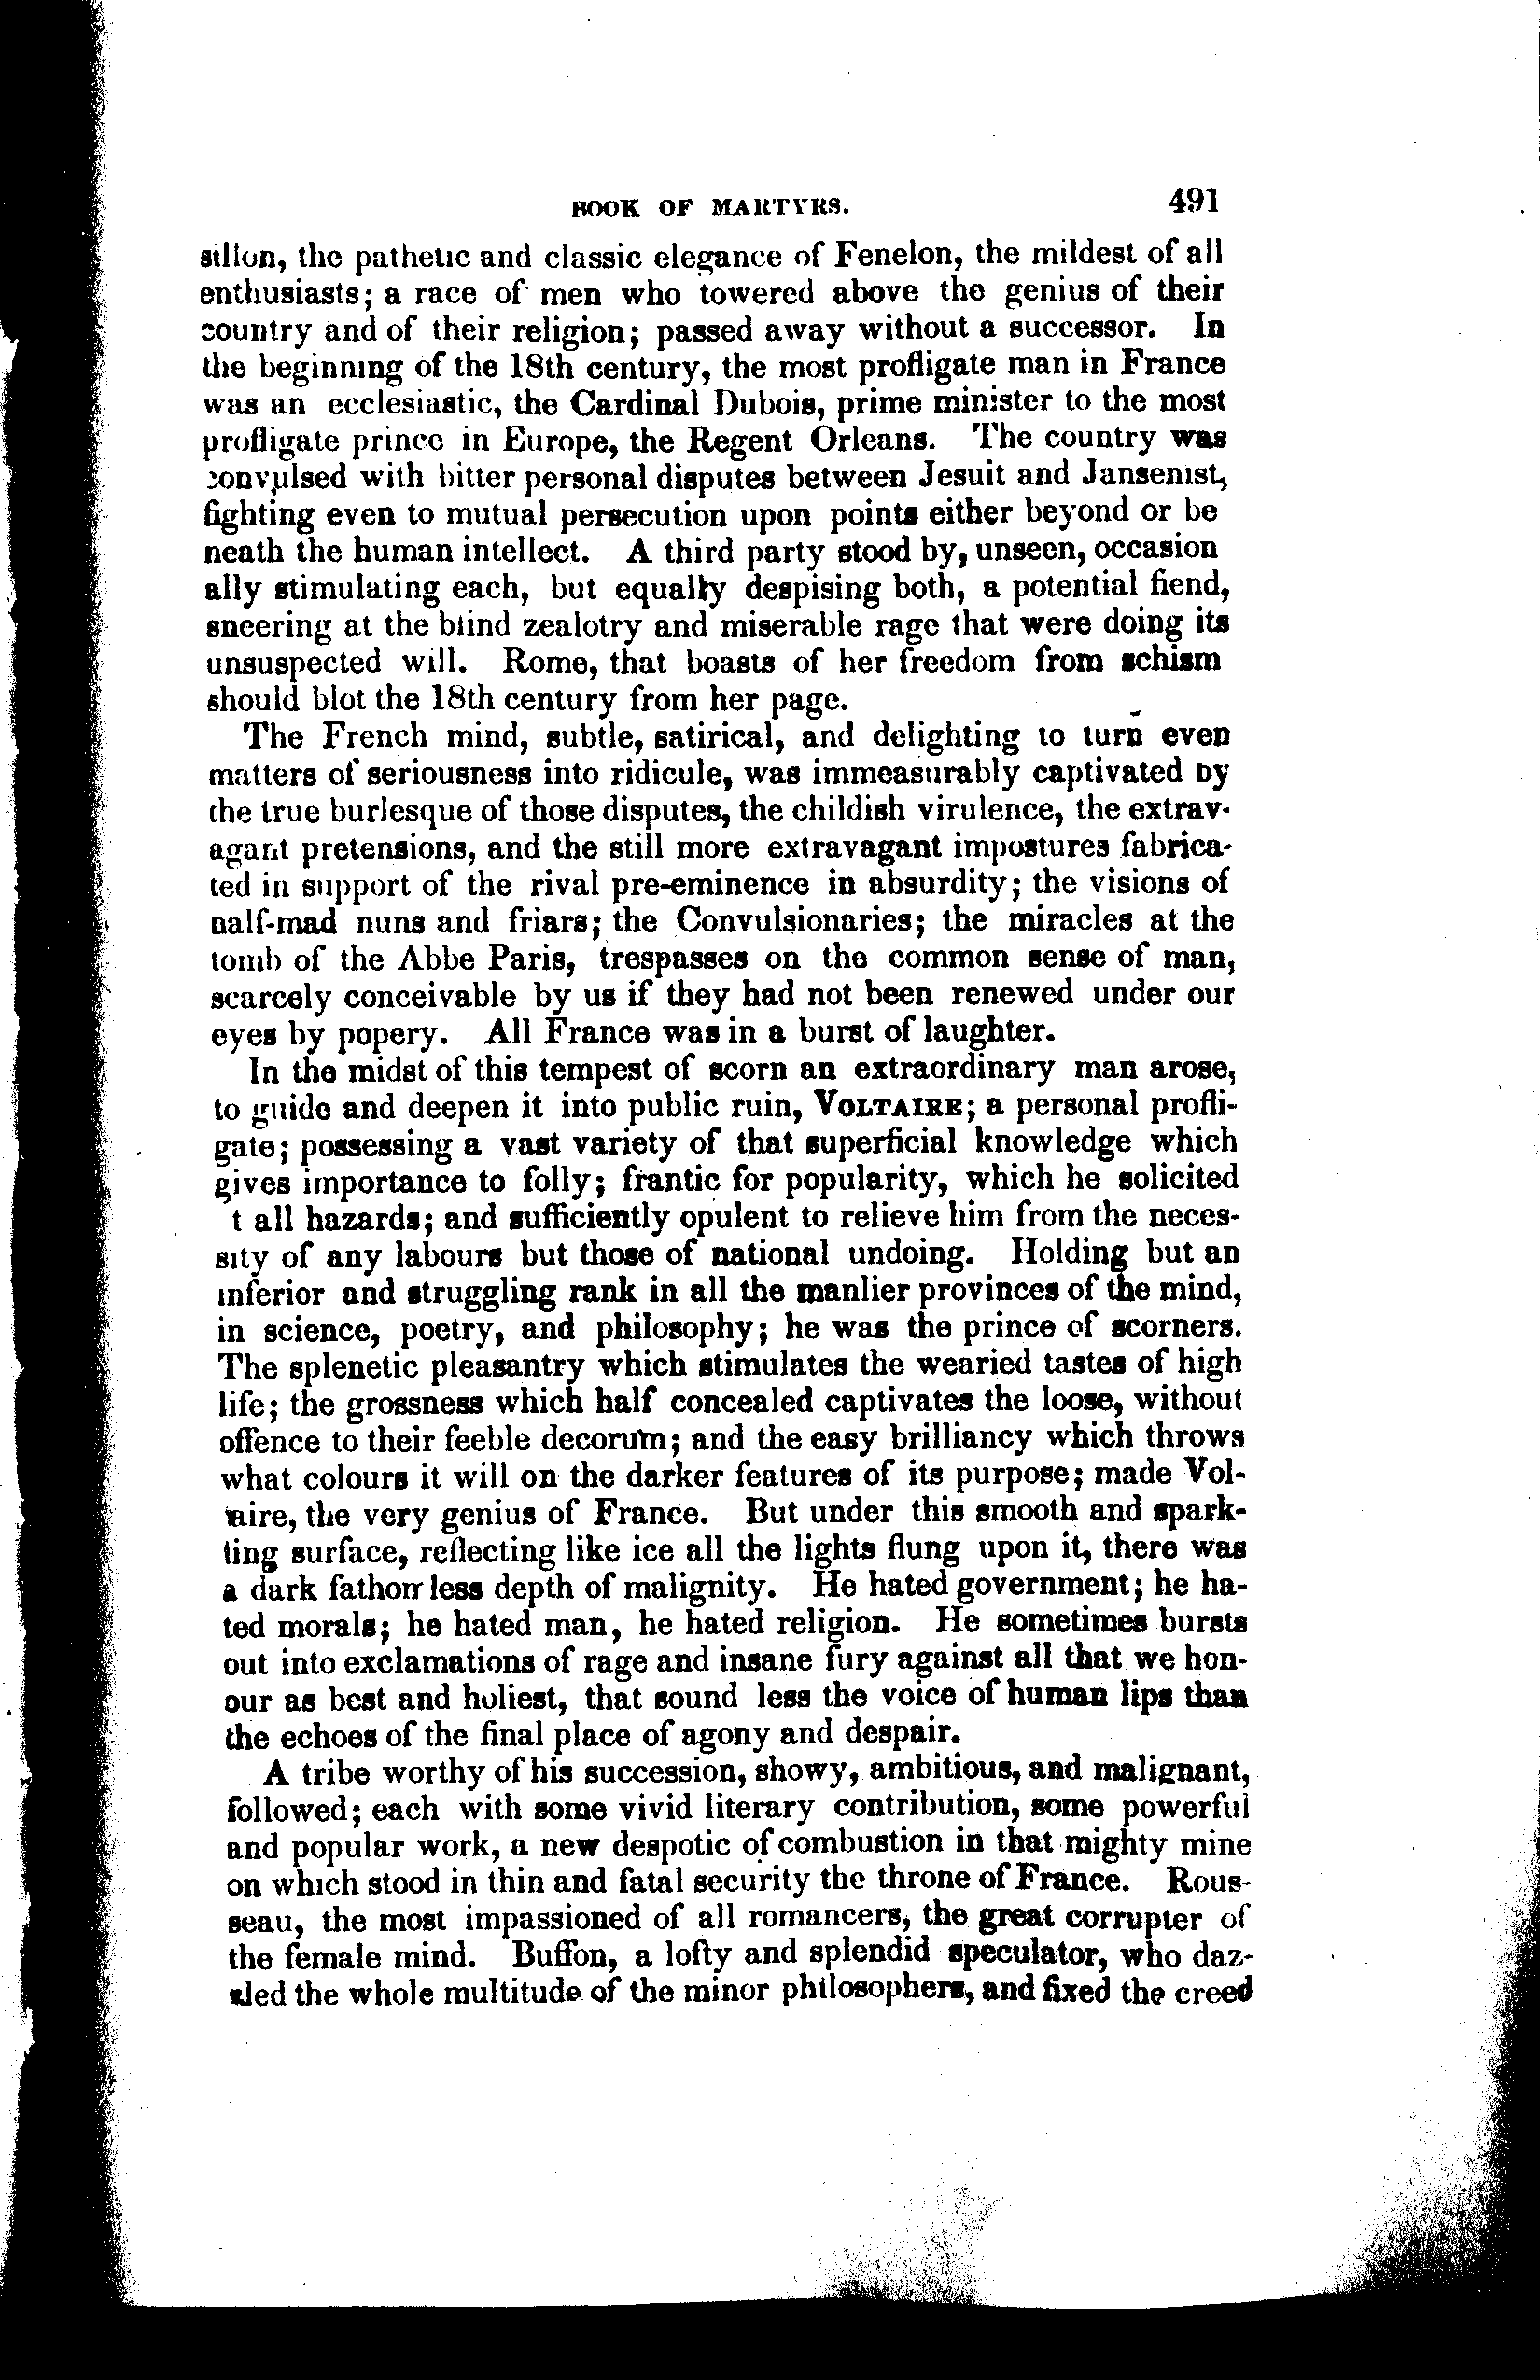 BOOK OF MARTYRS. 491
sillon, the pathetic and classic elegance of Fenelon, the mildest of all
enthusiasts; a race of men who towered above the genius of their
country and of their religion; passed away without a successor. In
the beginning of the 18th century, the most profligate man in France
was an ecclesiastic, the Cardinal Dubois, prime minister to the most
profligate prince in Europe, the Regent Orleans. The country was
convulsed with bitter personal disputes between Jesuit and Jansenist,
fighting even to mutual persecution upon points either beyond or be
neath the human intellect. A third party stood by, unseen, occasion
ally stimulating each, but equally despising both, a potential fiend,
sneering at the blind zealotry and miserable rage that were doing its
unsuspected will. Rome, that boasts of her freedom from schism
should blot the 18th century from her page.
The French mind, subtle, satirical, and delighting to turn even
matters of seriousness into ridicule, was immeasurably captivated by
the true burlesque of those disputes, the childish virulence, the extrav-
agant pretensions, and the still more extravagant impostures fabrica-
ted in support of the rival pre-eminence in absurdity; the visions of
half-mad nuns and friars; the Convulsionaries; the miracles at the
tomb of the Abbe Paris, trespasses on the common sense of man,
scarcely conceivable by us if they had not been renewed under our
eyes by popery. All France was in a burst of laughter.
In the midst of this tempest of scorn an extraordinary man arose,
to guide and deepen it into public ruin, VOLTAIRE; a personal profli-
gate; possessing a vast variety of that superficial knowledge which
gives importance to folly; frantic for popularity, which he solicited
t all hazards; and sufficiently opulent to relieve him from the neces-
sity of any labours but those of national undoing. Holding but an
inferior and struggling rank in all the manlier provinces of the mind,
in science, poetry, and philosophy; he was the prince of scorners.
The splenetic pleasantry which stimulates the wearied tastes of high
life; the grossness which half concealed captivates the loose, without
offence to their feeble decorum; and the easy brilliancy which throws
what colours it will on the darker features of its purpose; made Vol-
taire, the very genius of France. But under this smooth and spark-
ling surface, reflecting like ice all the lights flung upon it, there was
a dark fathomless depth of malignity. He hated government; he ha-
ted morals; he hated man, he hated religion. He sometimes bursts
out into exclamations of rage and insane fury against all that we hon-
our as best and holiest, that sound less the voice of human lips than
the echoes of the final place of agony and despair.
A tribe worthy of his succession, showy, ambitious, and malignant,
followed; each with some vivid literary contribution, some powerful
and popular work, a new despotic of combustion in that mighty mine
on which stood in thin and fatal security the throne of France. Rous-
seau, the most impassioned of all romancers, the great corrupter of
the female mind. Buffon, a lofty and splendid speculator, who daz-
zled the whole multitude of the minor philosophers, and fixed the creed